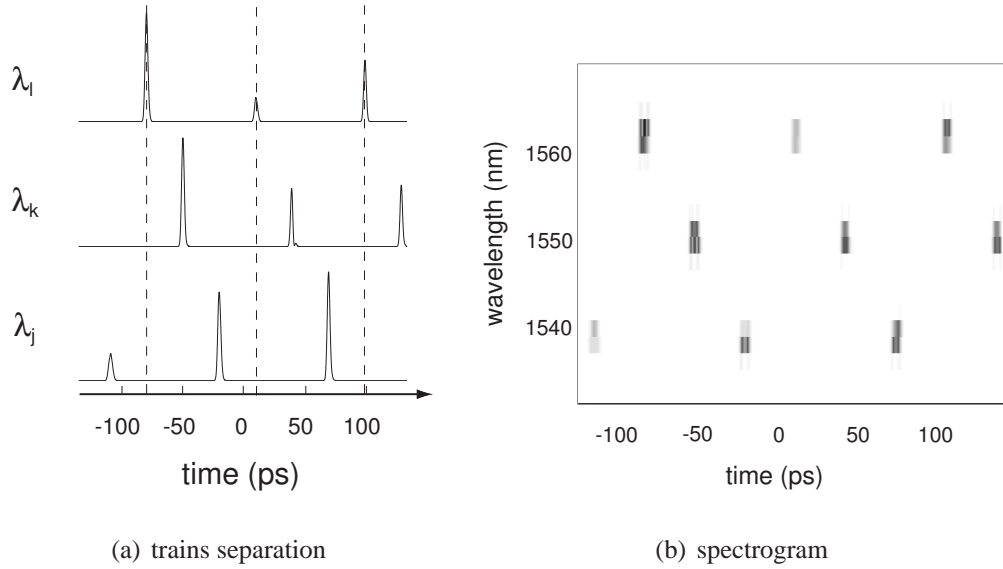 λl
λk
λj
-100 -50 0 50 100
time (ps)
(a) trains separation
wavelength (nm)
1560
1550
1540
-100 -50 0 50 100
time (ps)
(b) spectrogram